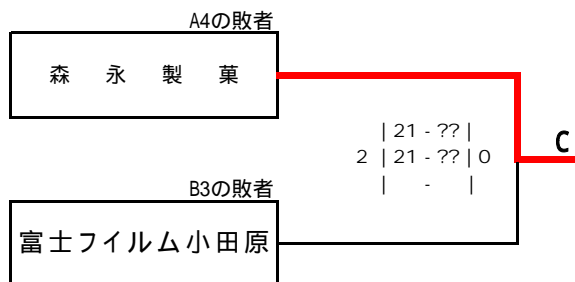 A4の敗者
森永製菓
| 21 - ?? |
2 | 21 - ?? | 0
| - |
C
B3の敗者
富士フイルム小田原